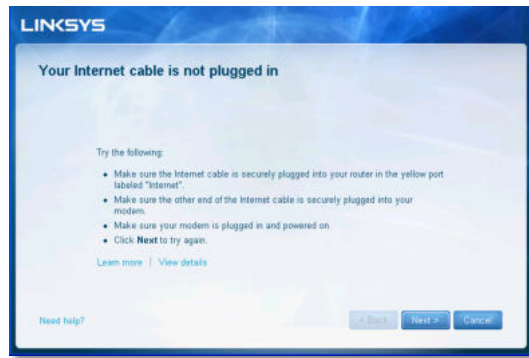 LINKSYS
Your Internet cable is not plugged in
Try the following:
• Make sure the Internet cable is securely plugged into your router in the yellow port
labeled "Internet".
• Make sure the other end of the Internet cable is securely plugged into your
modem.
• Make sure your modem is plugged in and powered on.
• Click Next to try again.
Learn more | View details
Need help? < Back Next > Cancel